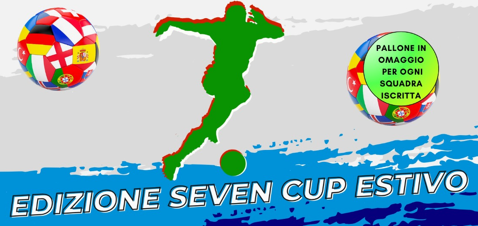 PALLONE IN
OMAGGIO
PER OGNI
SQUADRA
ISCRITTA
EDIZIONE SEVEN CUP ESTIVO